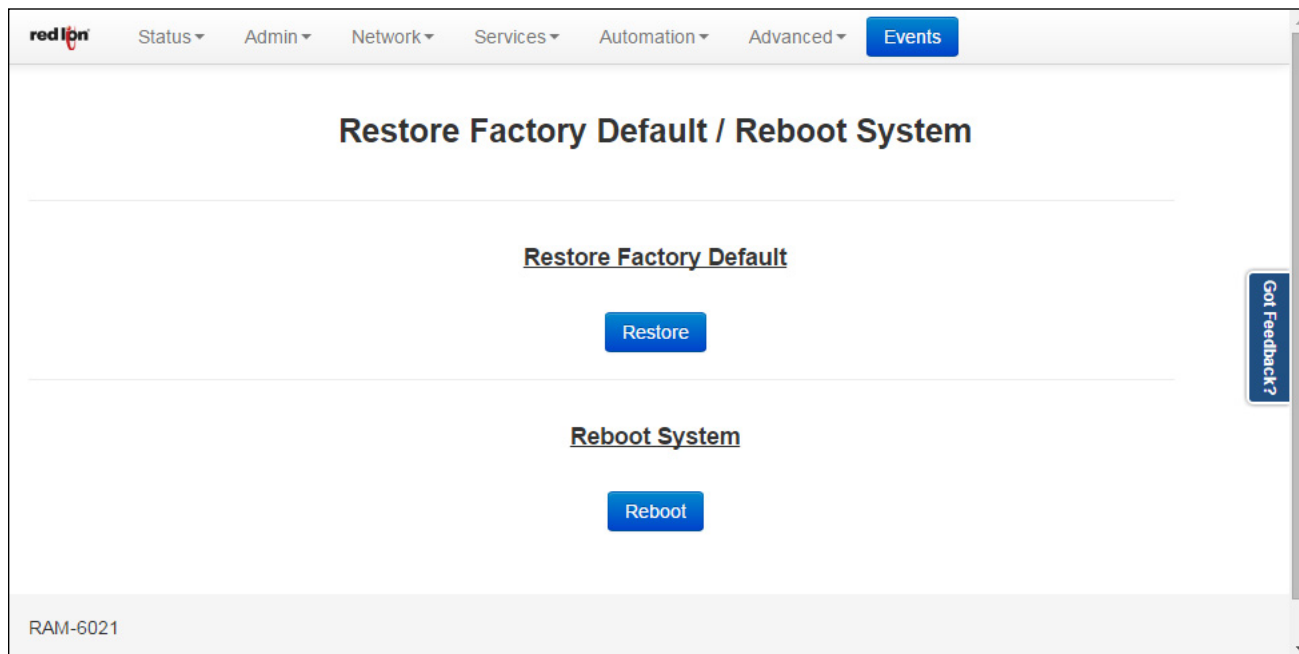 red lion
Status Admin Network Services Automation Advanced Events
Restore Factory Default / Reboot System
Restore Factory Default
Restore
Got Feedback?
Reboot System
Reboot
RAM-6021